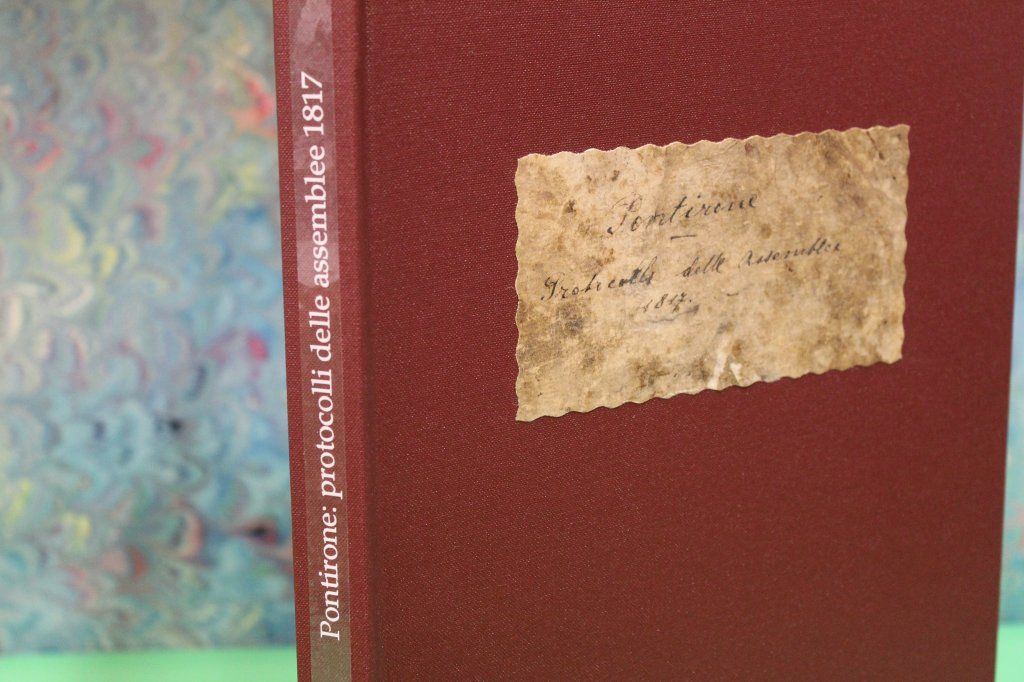 Pontirone: protocolli delle assemblee 1817
Pontirone
Protocolli delle Assemblee
1817.